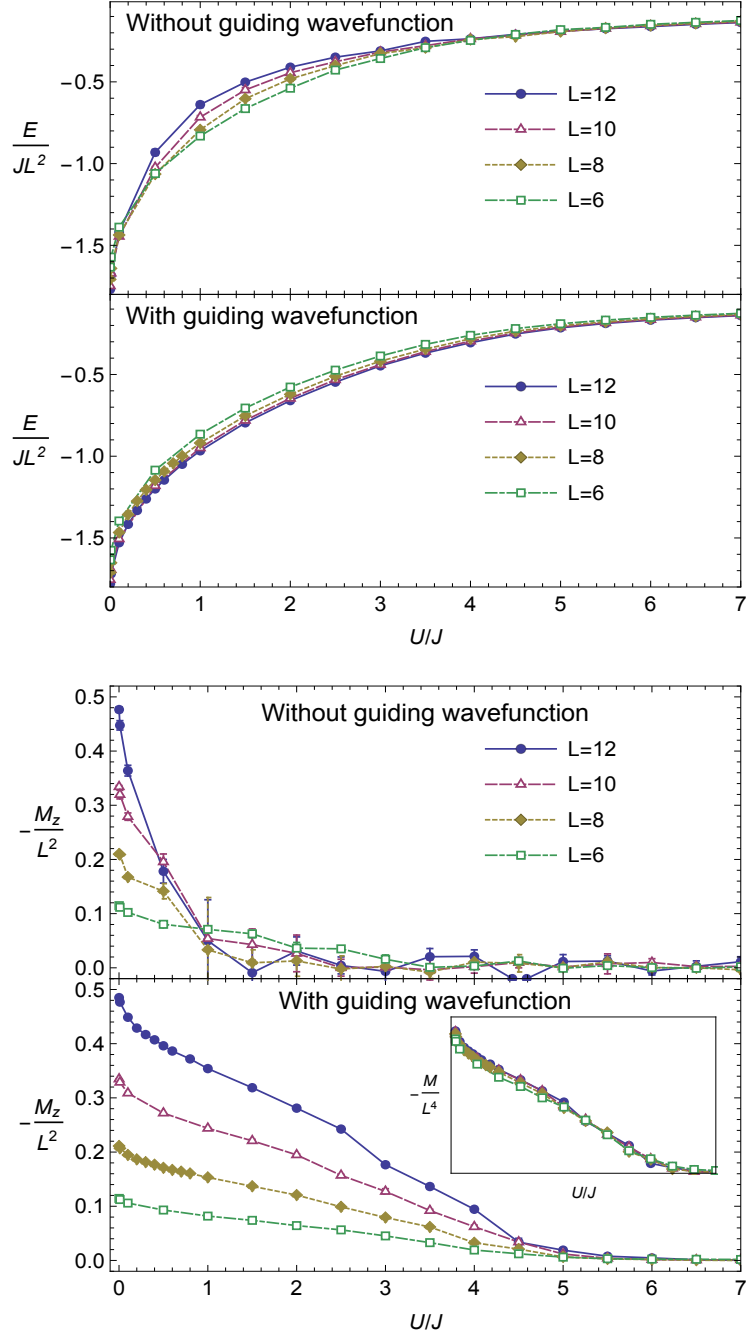 Without guiding wavefunction
−0.5
−1.0
−1.5
E
JL²
L=12
L=10
L=8
L=6
With guiding wavefunction
−0.5
−1.0
−1.5
E
JL²
L=12
L=10
L=8
L=6
0 1 2 3 4 5 6 7
U/J
Without guiding wavefunction
0.5
0.4
0.3
0.2
0.1
0.0
−M_z
L²
L=12
L=10
L=8
L=6
With guiding wavefunction
0.5
0.4
0.3
0.2
0.1
0.0
−M_z
L²
−M
L⁴
U/J
0 1 2 3 4 5 6 7
U/J